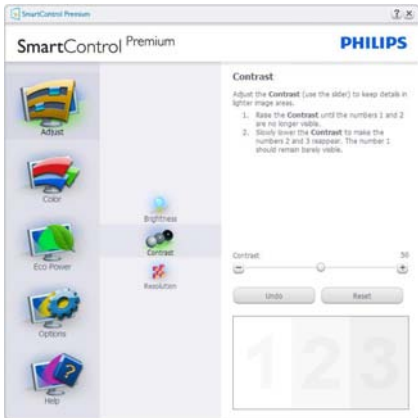 SmartControl Premium
SmartControl Premium
PHILIPS
Adjust
Color
Eco Power
Options
Help
Brightness
Contrast
Resolution
Contrast
Adjust the Contrast (use the slider) to keep details in
lighter image areas.
1. Raise the Contrast until the numbers 1 and 2
are no longer visible.
2. Slowly lower the Contrast to make the
numbers 2 and 3 reappear. The number 1
should remain barely visible.
Contrast 50
Undo Reset
1 2 3